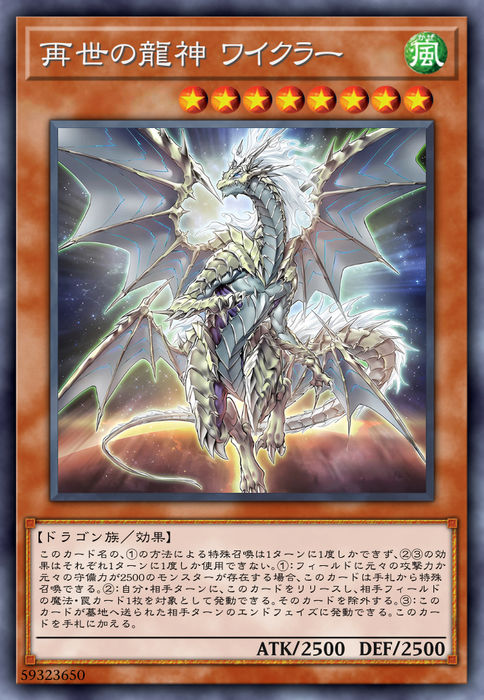 再世の龍神 ワイクラー
かぜ
風
【ドラゴン族／効果】
このカード名の、①の方法による特殊召喚は1ターンに1度しかできず、②③の効
果はそれぞれ1ターンに1度しか使用できない。①：フィールドに元々の攻撃力か
元々の守備力が2500のモンスターが存在する場合、このカードは手札から特殊
召喚できる。②：自分・相手ターンに、このカードをリリースし、相手フィールド
の魔法・罠カード1枚を対象として発動できる。そのカードを除外する。③：この
カードが墓地へ送られた相手ターンのエンドフェイズに発動できる。このカー
ドを手札に加える。
ATK/2500 DEF/2500
59323650